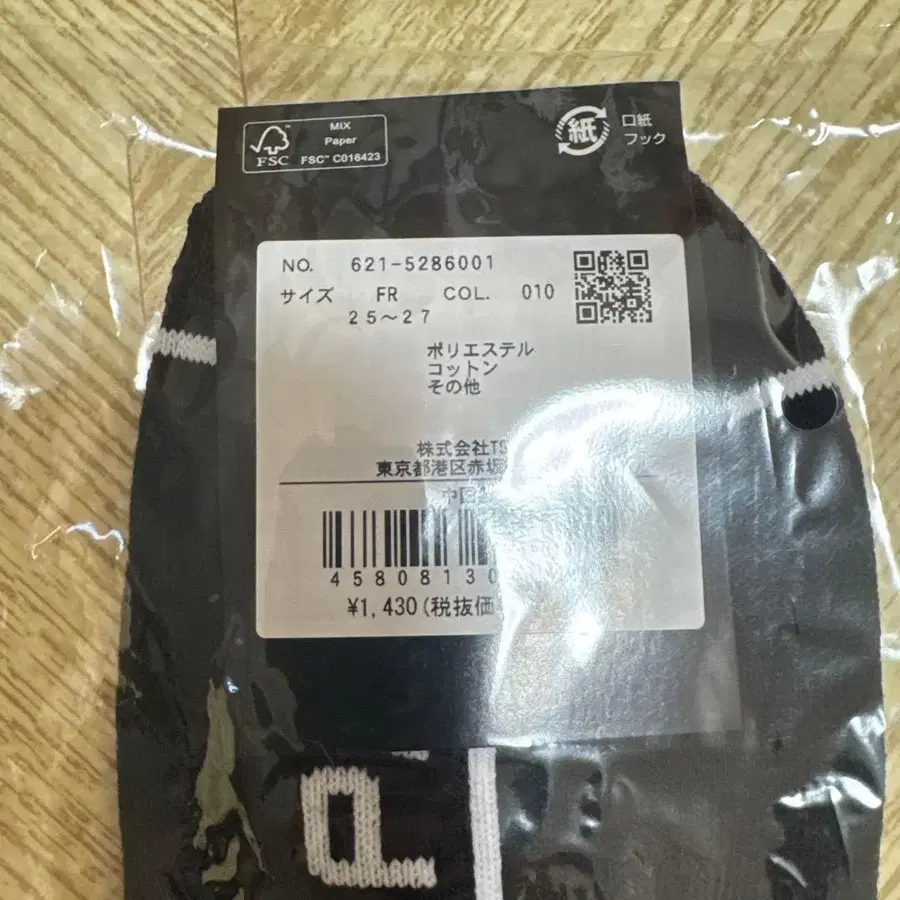 MIX
Paper
FSC
FSC™ C016423
紙
口紙
フック
NO. 621-5286001
サイズ FR COL. 010
25～27
ポリエステル
コットン
その他
株式会社TS
東京都港区赤坂
中国
45808130
¥1,430(税抜価